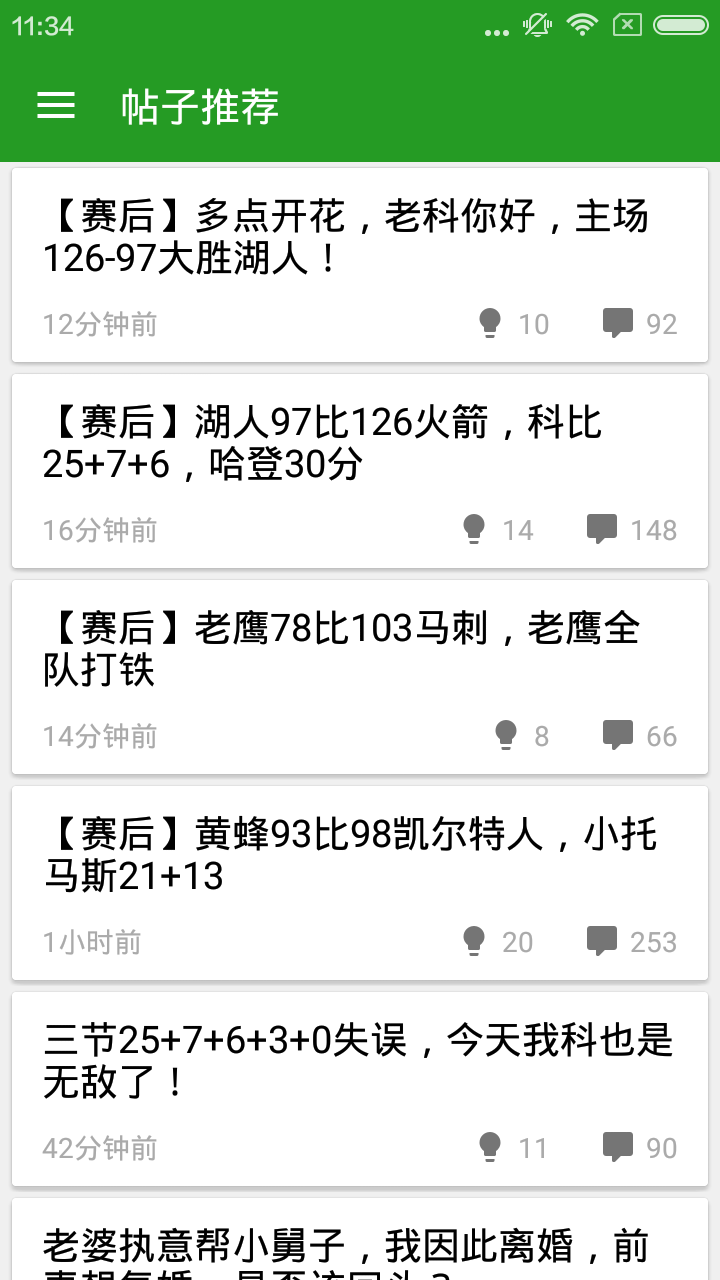 11:34
帖子推荐
【赛后】多点开花，老科你好，主场
126-97大胜湖人！
12分钟前 10 92
【赛后】湖人97比126火箭，科比
25+7+6，哈登30分
16分钟前 14 148
【赛后】老鹰78比103马刺，老鹰全
队打铁
14分钟前 8 66
【赛后】黄蜂93比98凯尔特人，小托
马斯21+13
1小时前 20 253
三节25+7+6+3+0失误，今天我科也是
无敌了！
42分钟前 11 90
老婆执意帮小舅子，我因此离婚，前